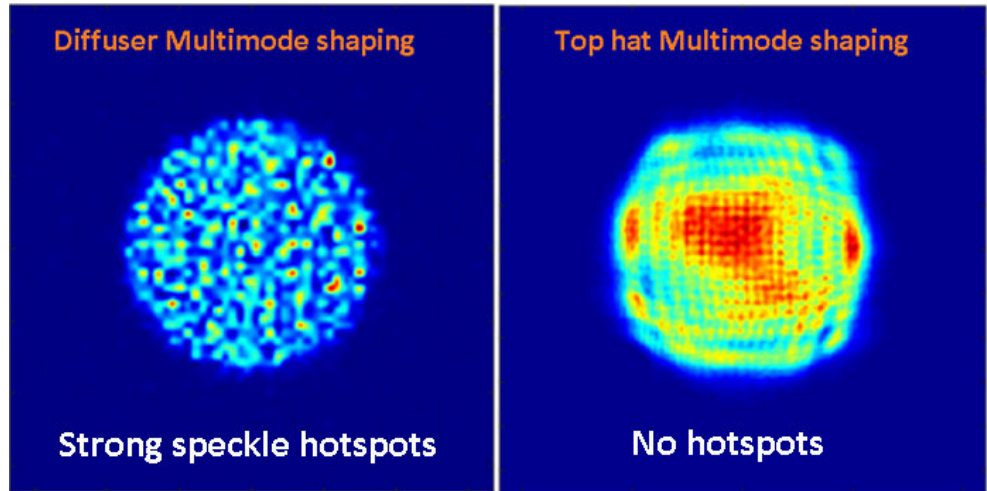 Diffuser Multimode shaping
Top hat Multimode shaping
Strong speckle hotspots
No hotspots